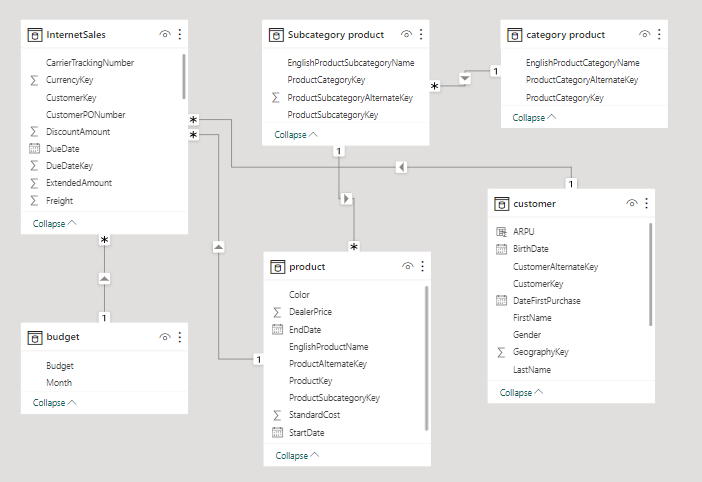 InternetSales
CarrierTrackingNumber
CurrencyKey
CustomerKey
CustomerPONumber
DiscountAmount
DueDate
DueDateKey
ExtendedAmount
Freight
Collapse
Subcategory product
EnglishProductSubcategoryName
ProductCategoryKey
ProductSubcategoryAlternateKey
ProductSubcategoryKey
Collapse
category product
EnglishProductCategoryName
ProductCategoryAlternateKey
ProductCategoryKey
Collapse
* 1
*
*
1
1
customer
ARPU
BirthDate
CustomerAlternateKey
CustomerKey
DateFirstPurchase
FirstName
Gender
GeographyKey
LastName
Collapse
*
1
budget
Budget
Month
Collapse
*
1
product
Color
DealerPrice
EndDate
EnglishProductName
ProductAlternateKey
ProductKey
ProductSubcategoryKey
StandardCost
StartDate
Collapse